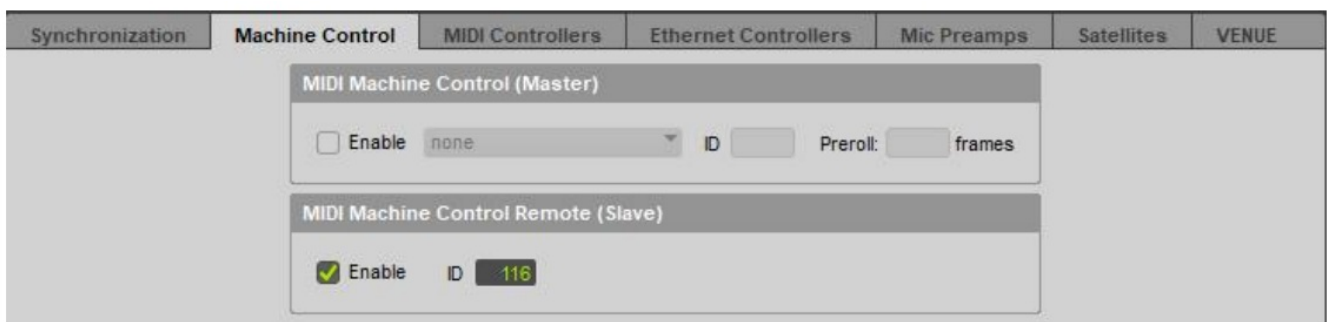 Synchronization Machine Control MIDI Controllers Ethernet Controllers Mic Preamps Satellites VENUE
MIDI Machine Control (Master)
Enable none ID Preroll: frames
MIDI Machine Control Remote (Slave)
Enable ID 116